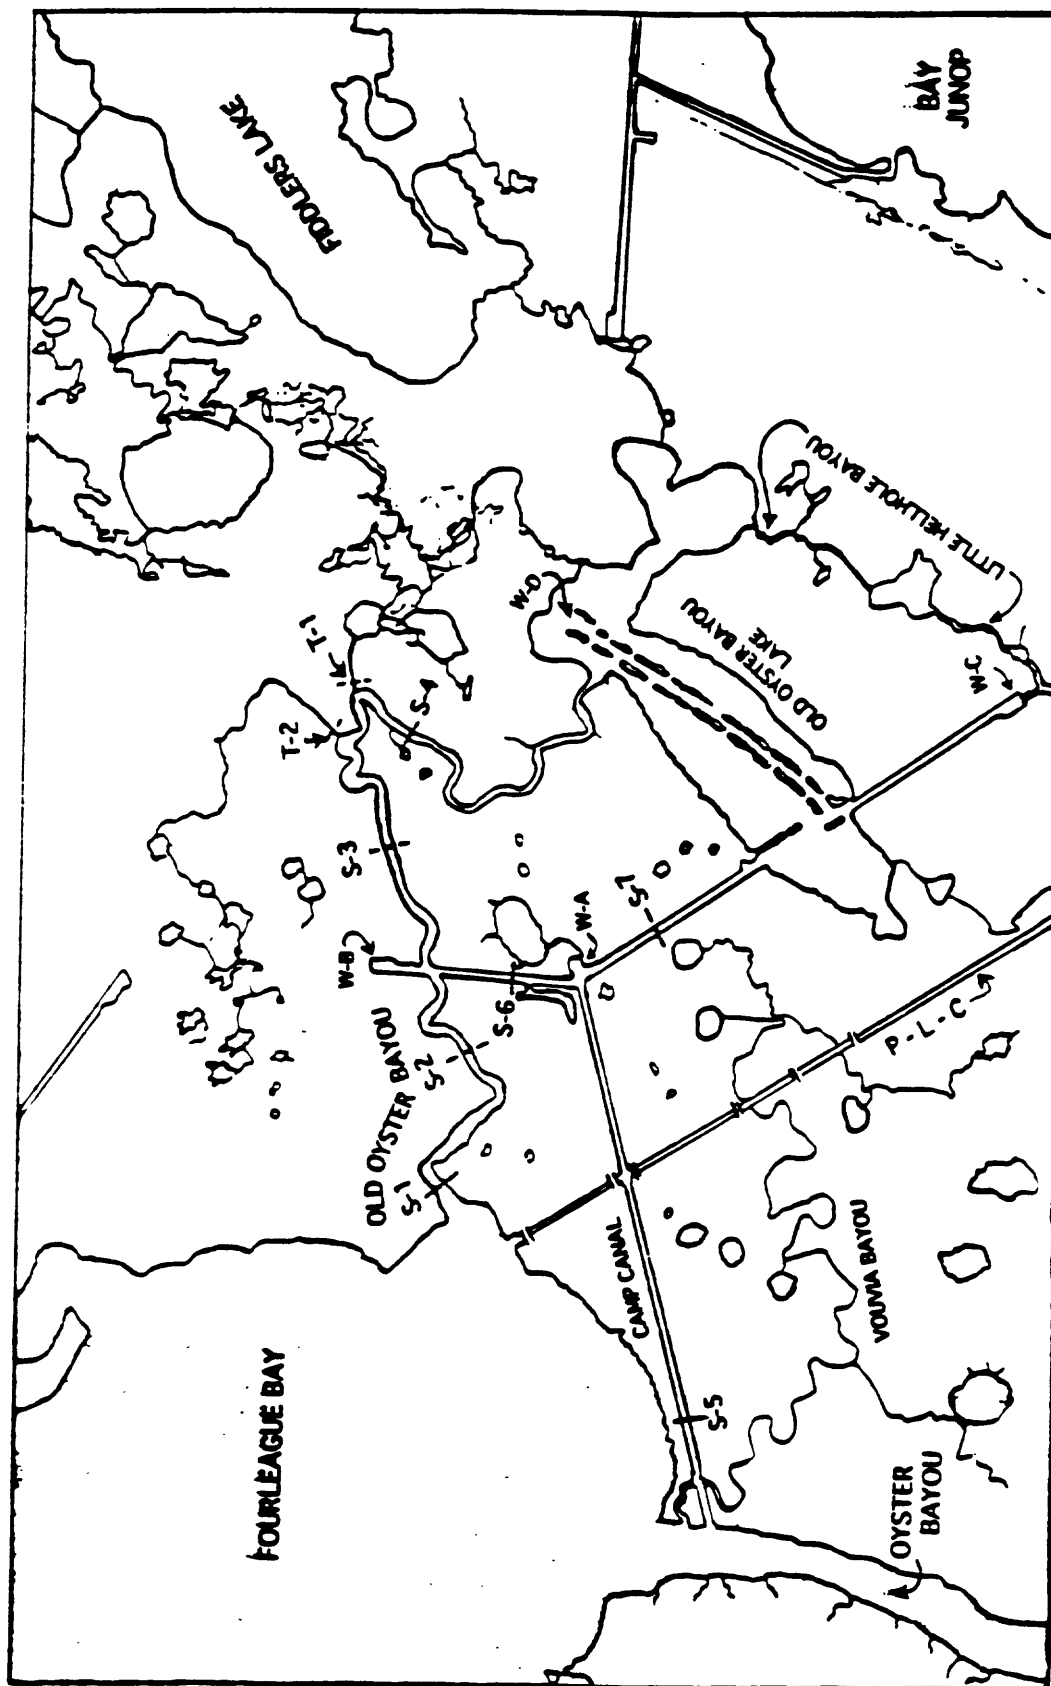 FOURLEAGUE BAY
OLD OYSTER BAYOU
S-1
S-2
W-B
S-3
T-2
T-1
S-4
FIDDLERS LAKE
BAY
JUNOP
S-6
W-A
S-7
W-D
OLD OYSTER BAYOU
LAKE
LITTLE HELLHOLE BAYOU
W-C
CAMP CANAL
S-5
P-L-C
VOUVIA BAYOU
OYSTER
BAYOU